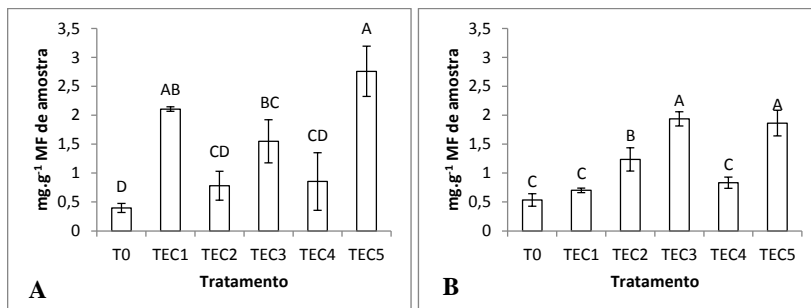 mg.g⁻¹ MF de amostra
3,5
3
2,5
2
1,5
1
0,5
0
D
AB
CD
BC
CD
A
T0 TEC1 TEC2 TEC3 TEC4 TEC5
Tratamento
A
mg.g⁻¹ MF de amostra
3,5
3
2,5
2
1,5
1
0,5
0
C
C
B
A
C
A
T0 TEC1 TEC2 TEC3 TEC4 TEC5
Tratamento
B